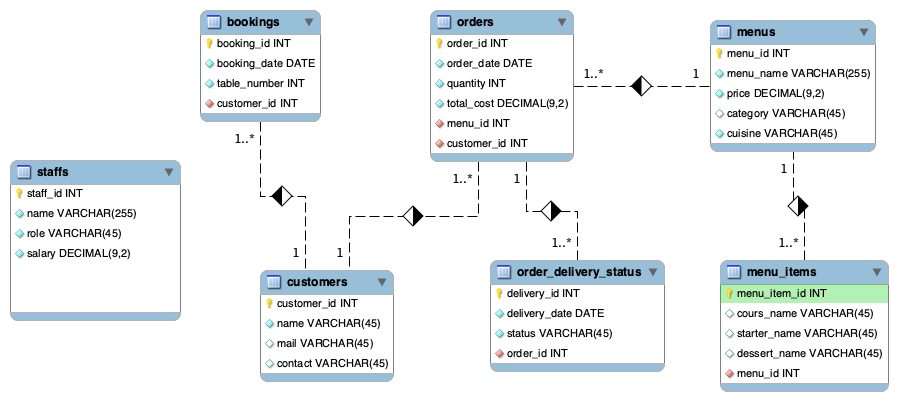 bookings
booking_id INT
booking_date DATE
table_number INT
customer_id INT
orders
order_id INT
order_date DATE
quantity INT
total_cost DECIMAL(9,2)
menu_id INT
customer_id INT
menus
menu_id INT
menu_name VARCHAR(255)
price DECIMAL(9,2)
category VARCHAR(45)
cuisine VARCHAR(45)
1..*
1
1..*
1
1..*
1
1
1..*
1
1..*
staffs
staff_id INT
name VARCHAR(255)
role VARCHAR(45)
salary DECIMAL(9,2)
customers
customer_id INT
name VARCHAR(45)
mail VARCHAR(45)
contact VARCHAR(45)
order_delivery_status
delivery_id INT
delivery_date DATE
status VARCHAR(45)
order_id INT
menu_items
menu_item_id INT
cours_name VARCHAR(45)
starter_name VARCHAR(45)
dessert_name VARCHAR(45)
menu_id INT